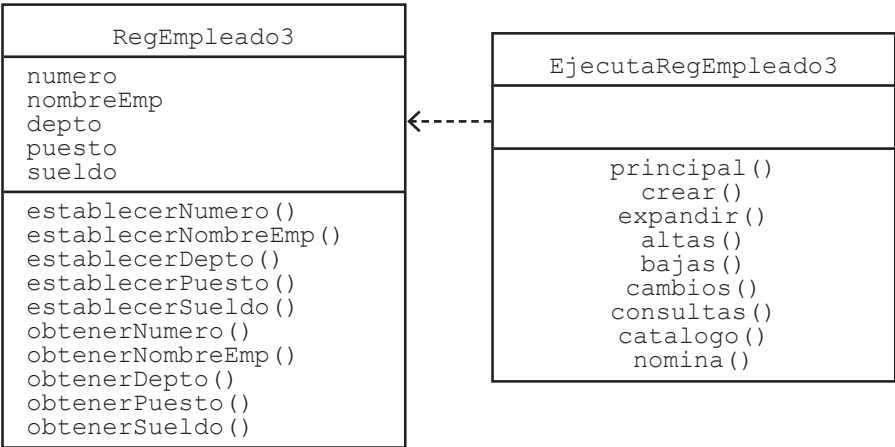 RegEmpleado3
numero
nombreEmp
depto
puesto
sueldo
establecerNumero()
establecerNombreEmp()
establecerDepto()
establecerPuesto()
establecerSueldo()
obtenerNumero()
obtenerNombreEmp()
obtenerDepto()
obtenerPuesto()
obtenerSueldo()
EjecutaRegEmpleado3
principal()
crear()
expandir()
altas()
bajas()
cambios()
consultas()
catalogo()
nomina()